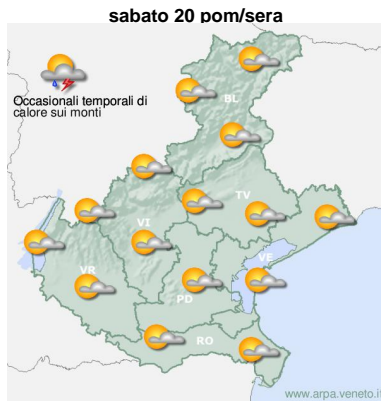 sabato 20 pom/sera
Occasionali temporali di
calore sui monti
BL
TV
VI
VE
VR
PD
RO
www.arpa.veneto.it